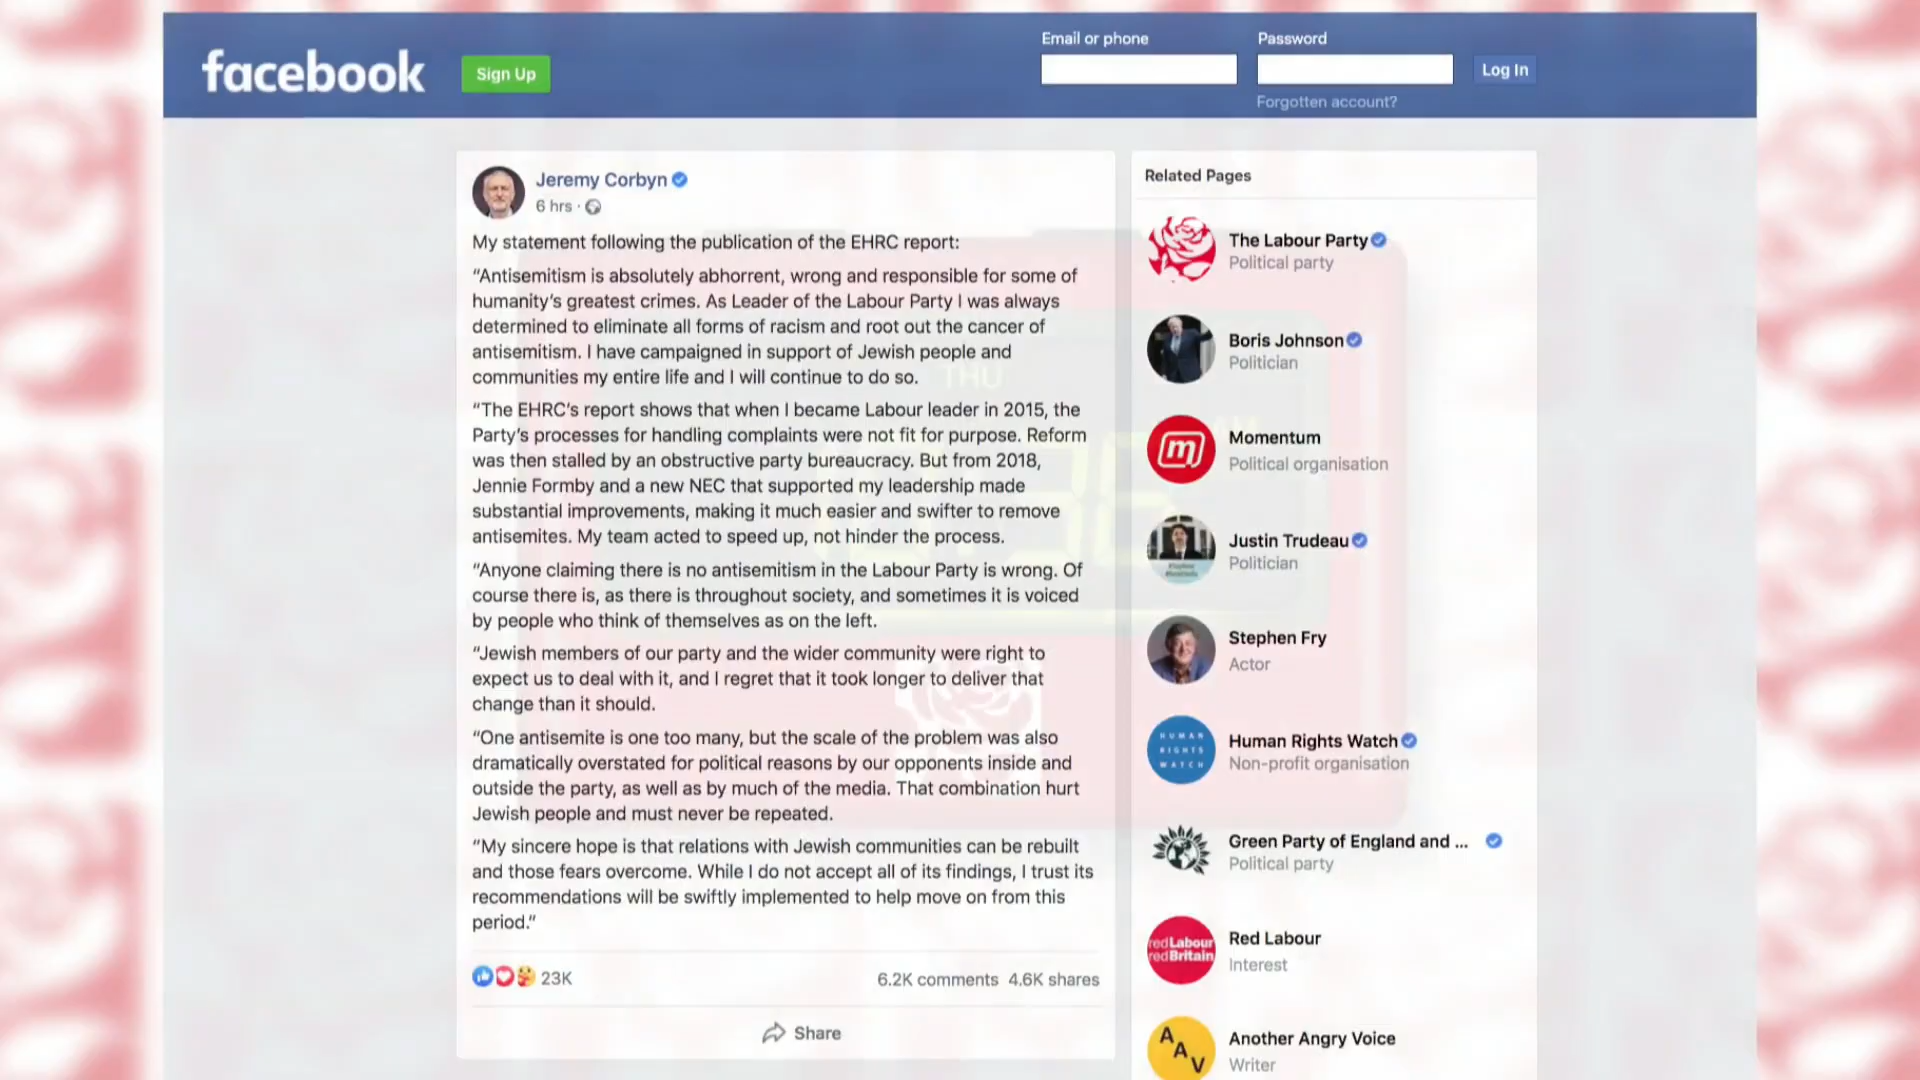 facebook
Sign Up
Email or phone
Password
Log In
Forgotten account?
Jeremy Corbyn
6 hrs ·
My statement following the publication of the EHRC report:
“Antisemitism is absolutely abhorrent, wrong and responsible for some of
humanity’s greatest crimes. As Leader of the Labour Party I was always
determined to eliminate all forms of racism and root out the cancer of
antisemitism. I have campaigned in support of Jewish people and
communities my entire life and I will continue to do so.
“The EHRC’s report shows that when I became Labour leader in 2015, the
Party’s processes for handling complaints were not fit for purpose. Reform
was then stalled by an obstructive party bureaucracy. But from 2018,
Jennie Formby and a new NEC that supported my leadership made
substantial improvements, making it much easier and swifter to remove
antisemites. My team acted to speed up, not hinder the process.
“Anyone claiming there is no antisemitism in the Labour Party is wrong. Of
course there is, as there is throughout society, and sometimes it is voiced
by people who think of themselves as on the left.
“Jewish members of our party and the wider community were right to
expect us to deal with it, and I regret that it took longer to deliver that
change than it should.
“One antisemite is one too many, but the scale of the problem was also
dramatically overstated for political reasons by our opponents inside and
outside the party, as well as by much of the media. That combination hurt
Jewish people and must never be repeated.
“My sincere hope is that relations with Jewish communities can be rebuilt
and those fears overcome. While I do not accept all of its findings, I trust its
recommendations will be swiftly implemented to help move on from this
period.”
23K
6.2K comments 4.6K shares
Share
THU
Related Pages
The Labour Party
Political party
Boris Johnson
Politician
m
Momentum
Political organisation
Justin Trudeau
Politician
Stephen Fry
Actor
HUMAN
RIGHTS
WATCH
Human Rights Watch
Non-profit organisation
Green Party of England and ...
Political party
redLabour
redBritain
Red Labour
Interest
A
A
V
Another Angry Voice
Writer